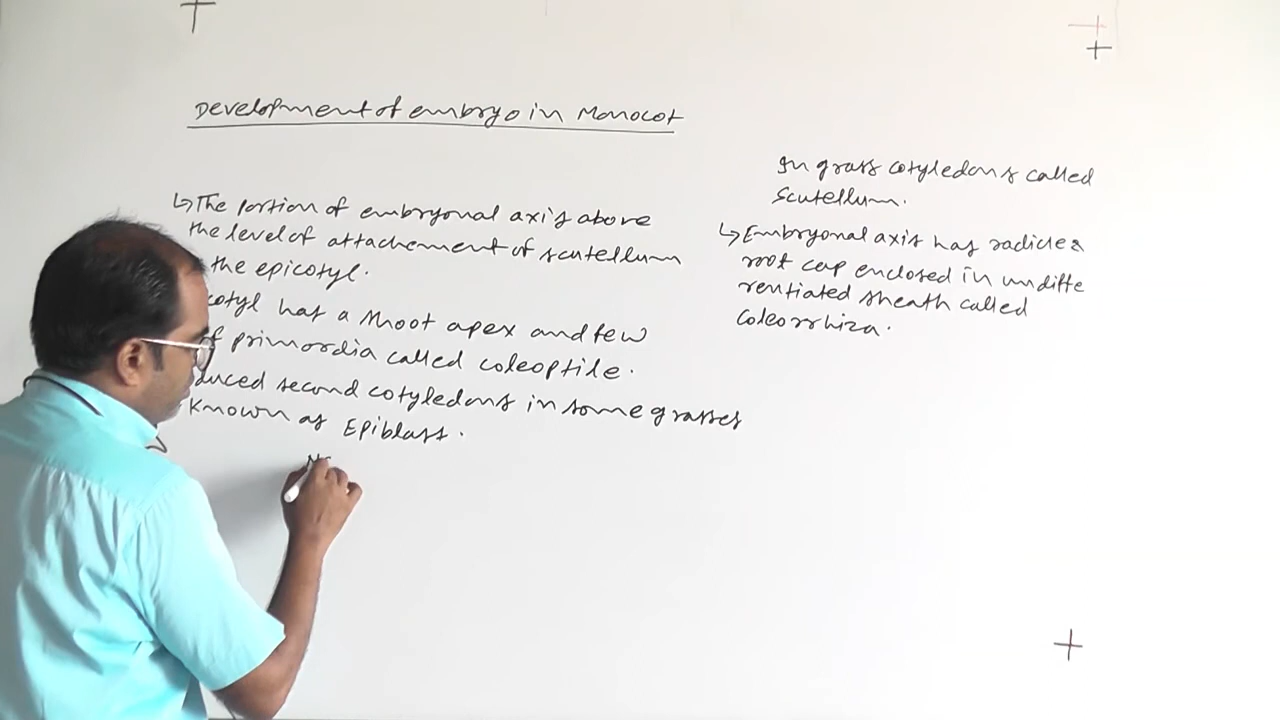 Development of embryo in Monocot
↳ The portion of embryonal axis above
the level of attachement of scutellum
the epicotyl.
cotyl has a shoot apex and few
primordia called coleoptile.
duced second cotyledons in some grasses
known as Epiblast.
In grass cotyledons called
Scutellum.
↳ Embryonal axis has radicle &
root cap enclosed in undiffe
rentiated sheath called
Coleorrhiza.